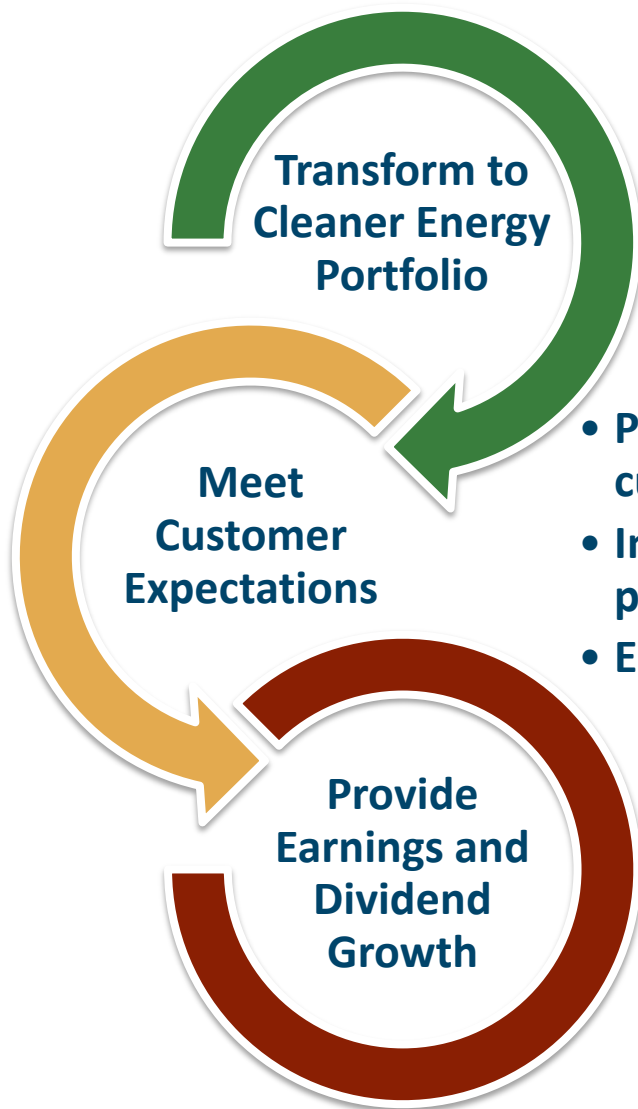 Transform to
Cleaner Energy
Portfolio
Meet
Customer
Expectations
Provide
Earnings and
Dividend
Growth